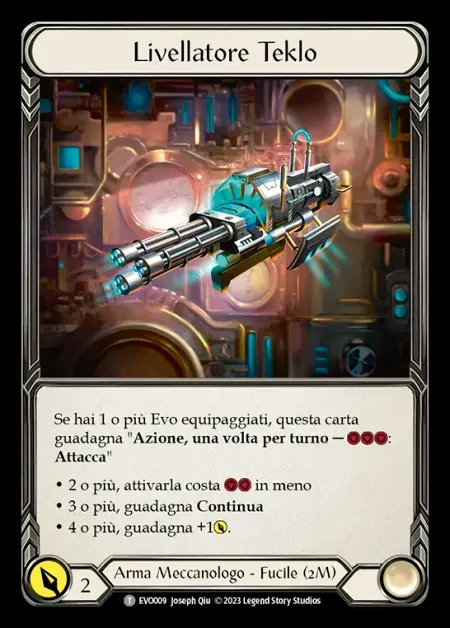 Livellatore Teklo
Se hai 1 o più Evo equipaggiati, questa carta
guadagna "Azione, una volta per turno — :
Attacca"
• 2 o più, attivarla costa in meno
• 3 o più, guadagna Continua
• 4 o più, guadagna +1.
2
Arma Meccanologo - Fucile (2M)
T EVO009 Joseph Qiu © 2023 Legend Story Studios